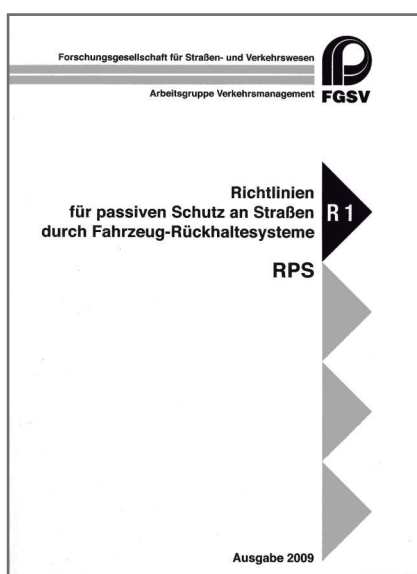 Forschungsgesellschaft für Straßen- und Verkehrswesen
Arbeitsgruppe Verkehrsmanagement
FGSV
Richtlinien
für passiven Schutz an Straßen
durch Fahrzeug-Rückhaltesysteme
R 1
RPS
Ausgabe 2009